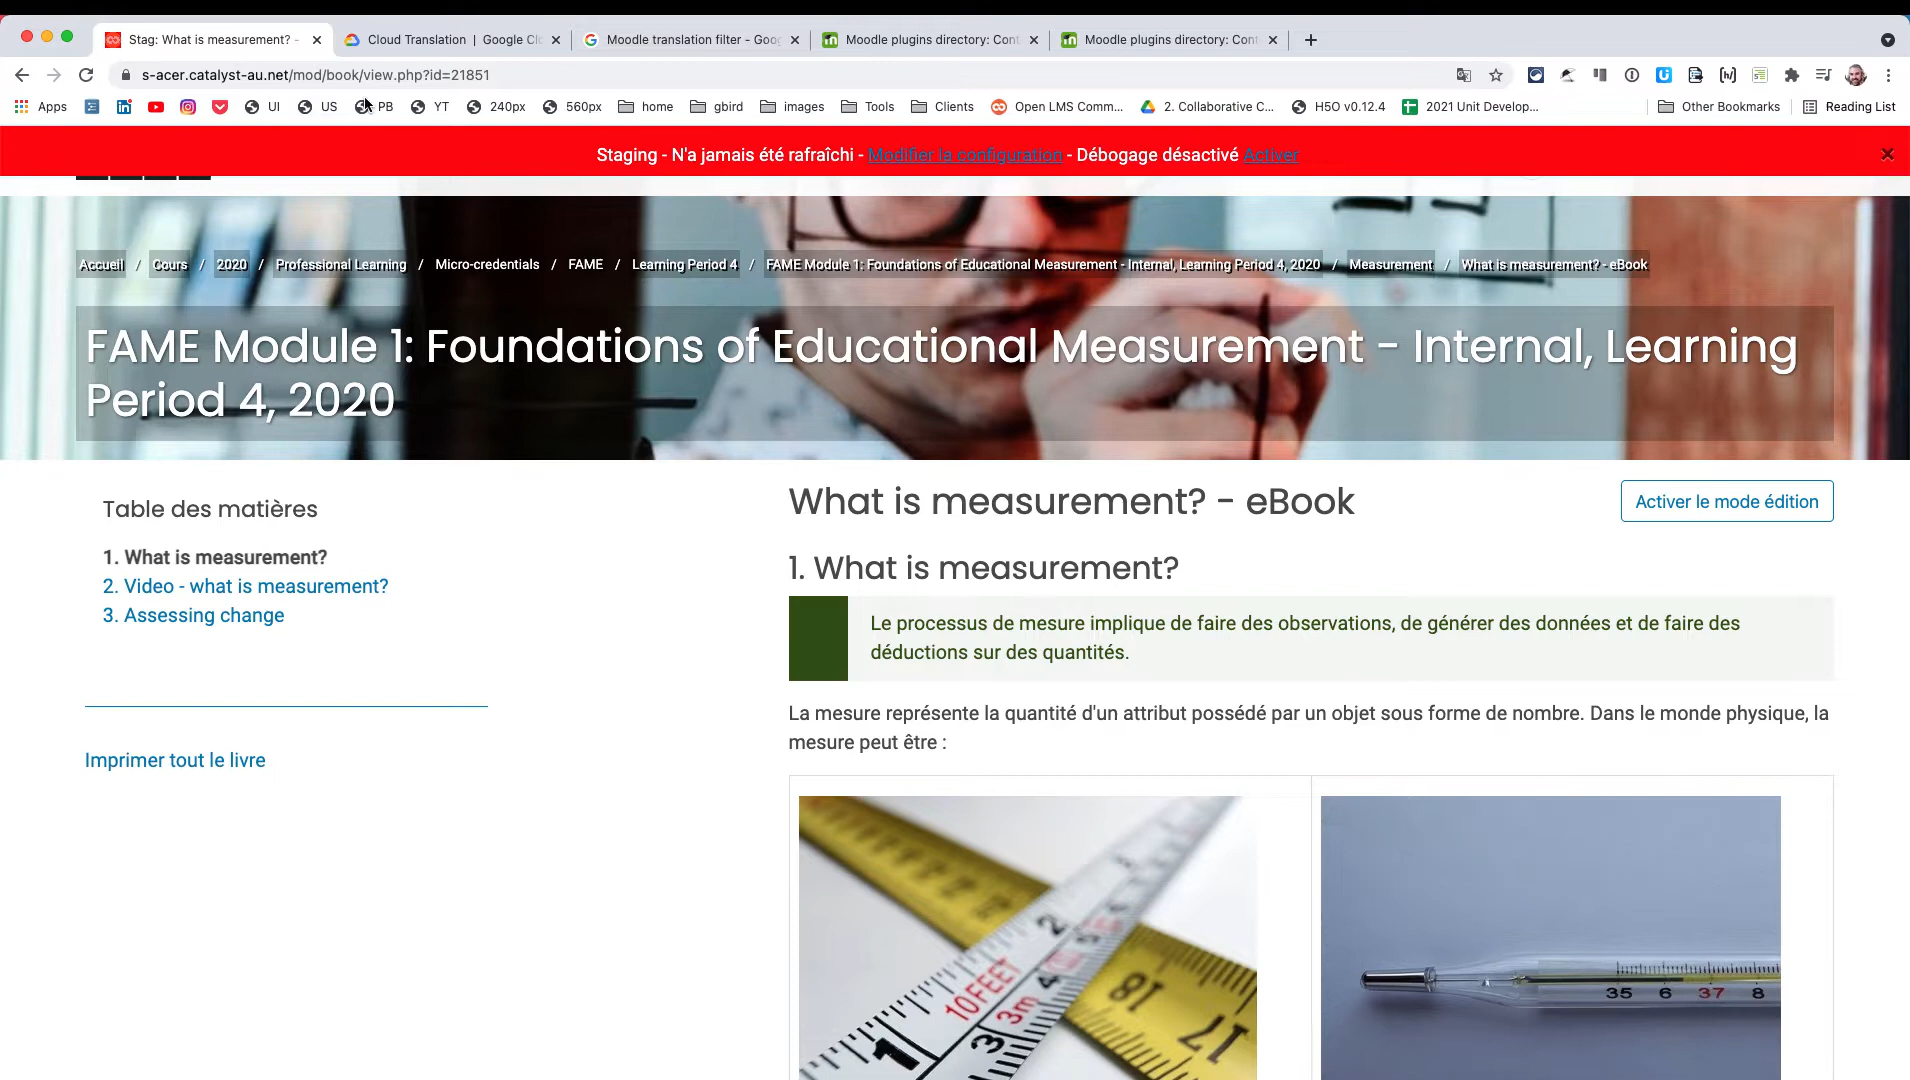 Stag: What is measurement? -
Cloud Translation | Google Cl
Moodle translation filter - Goog
Moodle plugins directory: Cont
Moodle plugins directory: Cont
s-acer.catalyst-au.net/mod/book/view.php?id=21851
Apps UI US PB YT 240px 560px home gbird images Tools Clients Open LMS Comm... 2. Collaborative C... H5O v0.12.4 2021 Unit Develop... Other Bookmarks Reading List
Staging - N'a jamais été rafraîchi - Modifier la configuration - Débogage désactivé Activer
Accueil / Cours / 2020 / Professional Learning / Micro-credentials / FAME / Learning Period 4 / FAME Module 1: Foundations of Educational Measurement - Internal, Learning Period 4, 2020 / Measurement / What is measurement? - eBook
FAME Module 1: Foundations of Educational Measurement - Internal, Learning
Period 4, 2020
Table des matières
1. What is measurement?
2. Video - what is measurement?
3. Assessing change
Imprimer tout le livre
What is measurement? - eBook
Activer le mode édition
1. What is measurement?
Le processus de mesure implique de faire des observations, de générer des données et de faire des
déductions sur des quantités.
La mesure représente la quantité d'un attribut possédé par un objet sous forme de nombre. Dans le monde physique, la
mesure peut être :
10FEET
3m
1
2
3
4
5
18
17
35 6 37 8